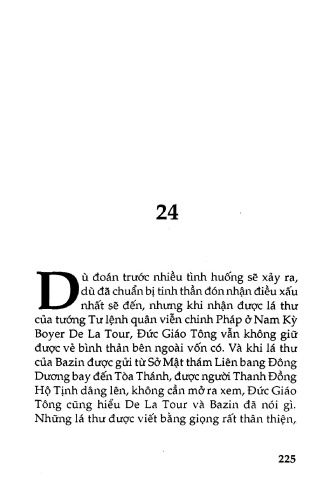 24
Dù đoán trước nhiều tình huống sẽ xảy ra,
dù đã chuẩn bị tinh thần đón nhận điều xấu
nhất sẽ đến, nhưng khi nhận được lá thư
của tướng Tư lệnh quân viễn chinh Pháp ở Nam Kỳ
Boyer De La Tour, Đức Giáo Tông vẫn không giữ
được vẻ bình thản bên ngoài vốn có. Và khi lá thư
của Bazin được gửi từ Sở Mật thám Liên bang Đông
Dương bay đến Tòa Thánh, được người Thanh Đồng
Hộ Tịnh dâng lên, không cần mở ra xem, Đức Giáo
Tông cũng hiểu De La Tour và Bazin đã nói gì.
Những lá thư được viết bằng giọng rất thân thiện,
225